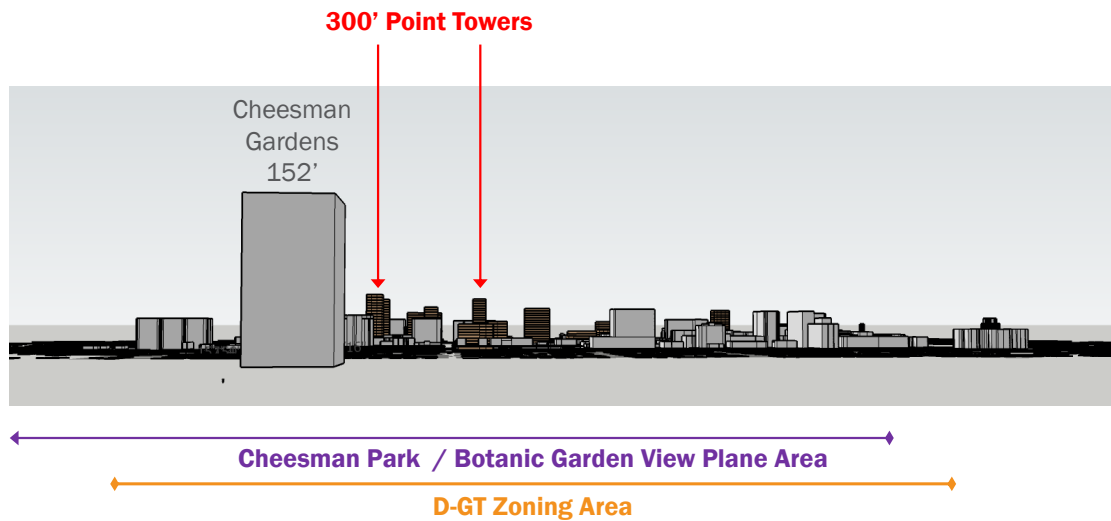 300’ Point Towers
Cheesman
Gardens
152’
Cheesman Park / Botanic Garden View Plane Area
D-GT Zoning Area